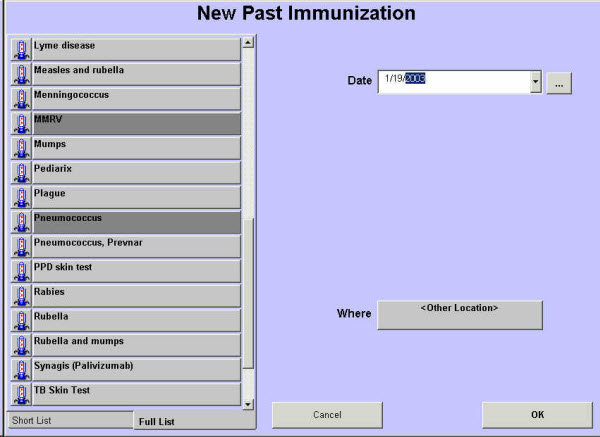 New Past Immunization
Lyme disease
Measles and rubella
Menningococcus
MMRV
Mumps
Pediarix
Plague
Pneumococcus
Pneumococcus, Prevnar
PPD skin test
Rabies
Rubella
Rubella and mumps
Synagis (Palivizumab)
TB Skin Test
Short List
Full List
Date
1/19/2003
...
Where
<Other Location>
Cancel
OK